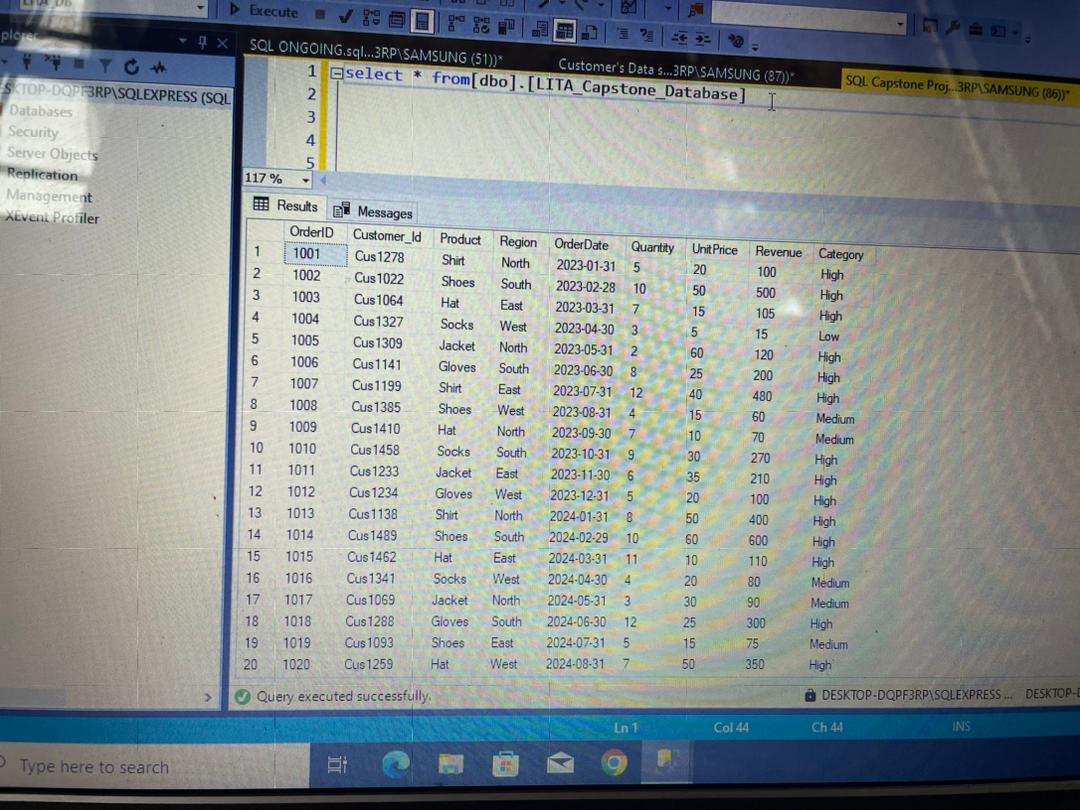 Execute
plorer
SQL ONGOING.sql...3RP\SAMSUNG (51))*
Customer's Data s...3RP\SAMSUNG (87))*
SQL Capstone Proj...3RP\SAMSUNG (86))*
SKTOP-DQPF3RP\SQLEXPRESS (SQL
Databases
Security
Server Objects
Replication
Management
XEvent Profiler
1 select * from[dbo].[LITA_Capstone_Database]
2
3
4
5
117 %
Results Messages
OrderID Customer_Id Product Region OrderDate Quantity UnitPrice Revenue Category
1 1001 Cus1278 Shirt North 2023-01-31 5 20 100 High
2 1002 Cus1022 Shoes South 2023-02-28 10 50 500 High
3 1003 Cus1064 Hat East 2023-03-31 7 15 105 High
4 1004 Cus1327 Socks West 2023-04-30 3 5 15 Low
5 1005 Cus1309 Jacket North 2023-05-31 2 60 120 High
6 1006 Cus1141 Gloves South 2023-06-30 8 25 200 High
7 1007 Cus1199 Shirt East 2023-07-31 12 40 480 High
8 1008 Cus1385 Shoes West 2023-08-31 4 15 60 Medium
9 1009 Cus1410 Hat North 2023-09-30 7 10 70 Medium
10 1010 Cus1458 Socks South 2023-10-31 9 30 270 High
11 1011 Cus1233 Jacket East 2023-11-30 6 35 210 High
12 1012 Cus1234 Gloves West 2023-12-31 5 20 100 High
13 1013 Cus1138 Shirt North 2024-01-31 8 50 400 High
14 1014 Cus1489 Shoes South 2024-02-29 10 60 600 High
15 1015 Cus1462 Hat East 2024-03-31 11 10 110 High
16 1016 Cus1341 Socks West 2024-04-30 4 20 80 Medium
17 1017 Cus1069 Jacket North 2024-05-31 3 30 90 Medium
18 1018 Cus1288 Gloves South 2024-06-30 12 25 300 High
19 1019 Cus1093 Shoes East 2024-07-31 5 15 75 Medium
20 1020 Cus1259 Hat West 2024-08-31 7 50 350 High
Query executed successfully.
DESKTOP-DQPF3RP\SQLEXPRESS ... DESKTOP-D
Ln 1 Col 44 Ch 44 INS
Type here to search